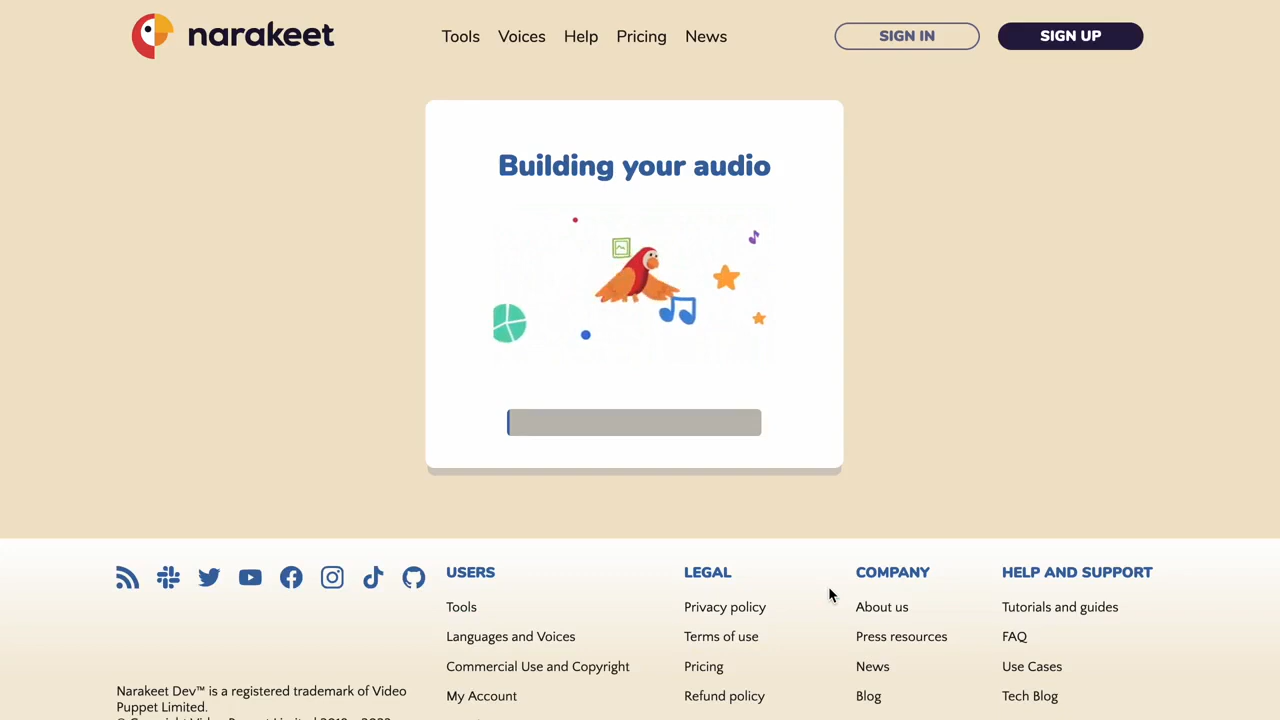 narakeet
Tools Voices Help Pricing News
SIGN IN
SIGN UP
Building your audio
USERS
Tools
Languages and Voices
Commercial Use and Copyright
My Account
LEGAL
Privacy policy
Terms of use
Pricing
Refund policy
COMPANY
About us
Press resources
News
Blog
HELP AND SUPPORT
Tutorials and guides
FAQ
Use Cases
Tech Blog
Narakeet Dev™ is a registered trademark of Video
Puppet Limited.